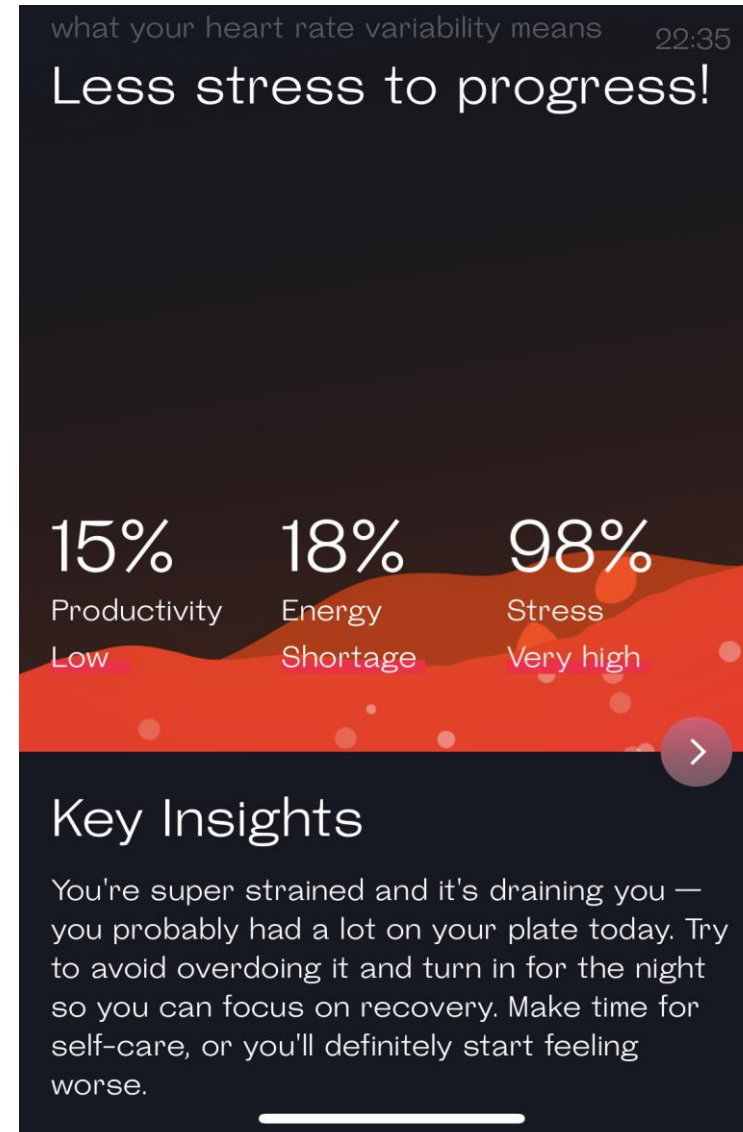 what your heart rate variability means
22:35
Less stress to progress!
15%
Productivity
Low
18%
Energy
Shortage
98%
Stress
Very high
Key Insights
You're super strained and it's draining you —
you probably had a lot on your plate today. Try
to avoid overdoing it and turn in for the night
so you can focus on recovery. Make time for
self-care, or you'll definitely start feeling
worse.